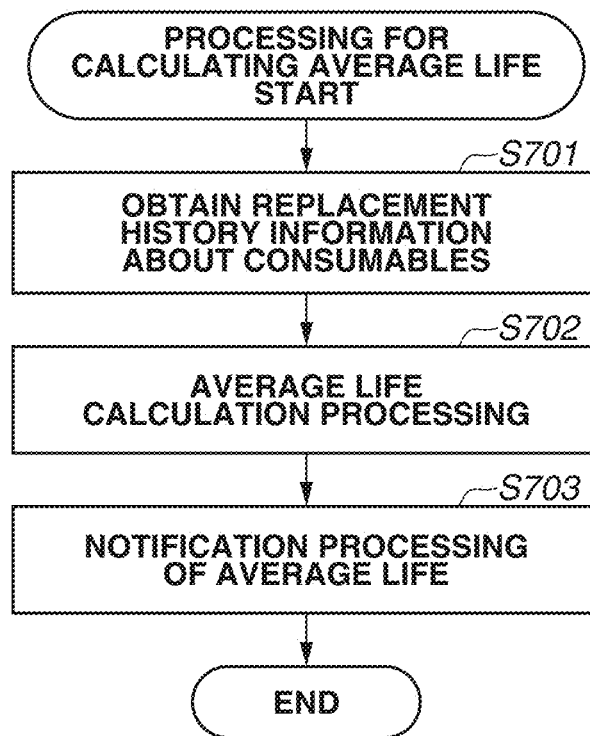 PROCESSING FOR
CALCULATING AVERAGE LIFE
START
S701
OBTAIN REPLACEMENT
HISTORY INFORMATION
ABOUT CONSUMABLES
S702
AVERAGE LIFE
CALCULATION PROCESSING
S703
NOTIFICATION PROCESSING
OF AVERAGE LIFE
END